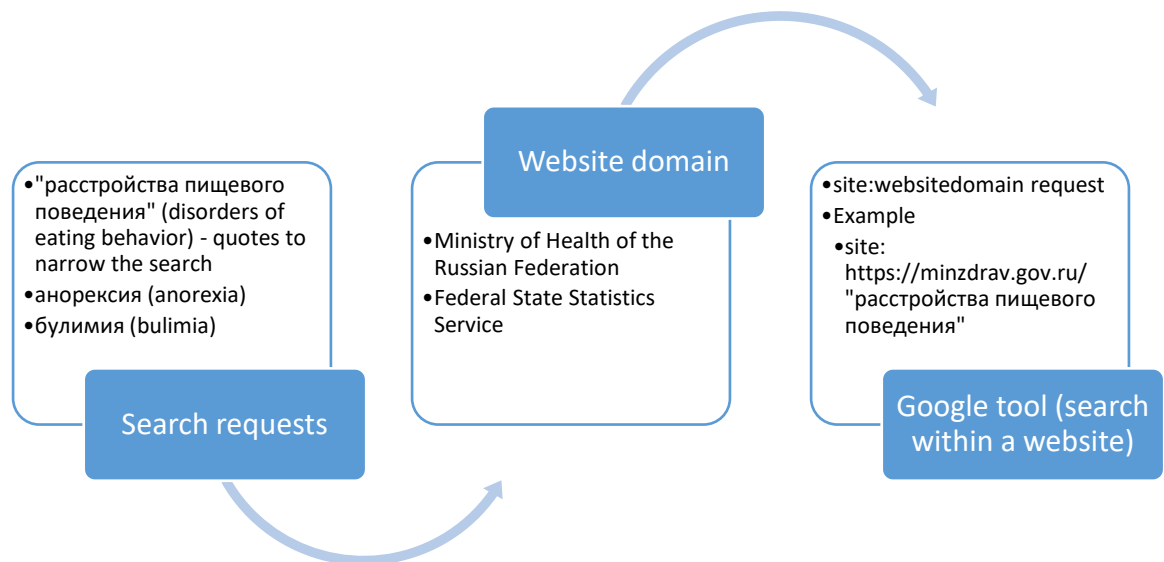 •"расстройства пищевого
поведения" (disorders of
eating behavior) - quotes to
narrow the search
•анорексия (anorexia)
•булимия (bulimia)
Search requests
Website domain
•Ministry of Health of the
Russian Federation
•Federal State Statistics
Service
•site:websitedomain request
•Example
•site:
https://minzdrav.gov.ru/
"расстройства пищевого
поведения"
Google tool (search
within a website)